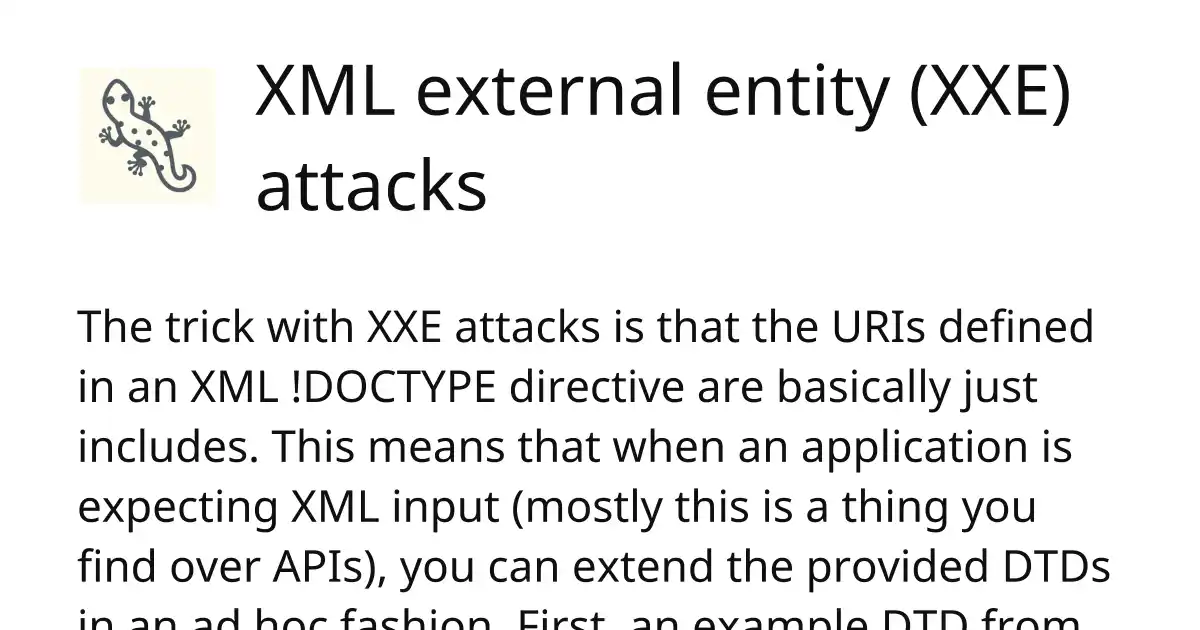 XML external entity (XXE)
attacks
The trick with XXE attacks is that the URIs defined
in an XML !DOCTYPE directive are basically just
includes. This means that when an application is
expecting XML input (mostly this is a thing you
find over APIs), you can extend the provided DTDs
in an ad hoc fashion. First, an example DTD from